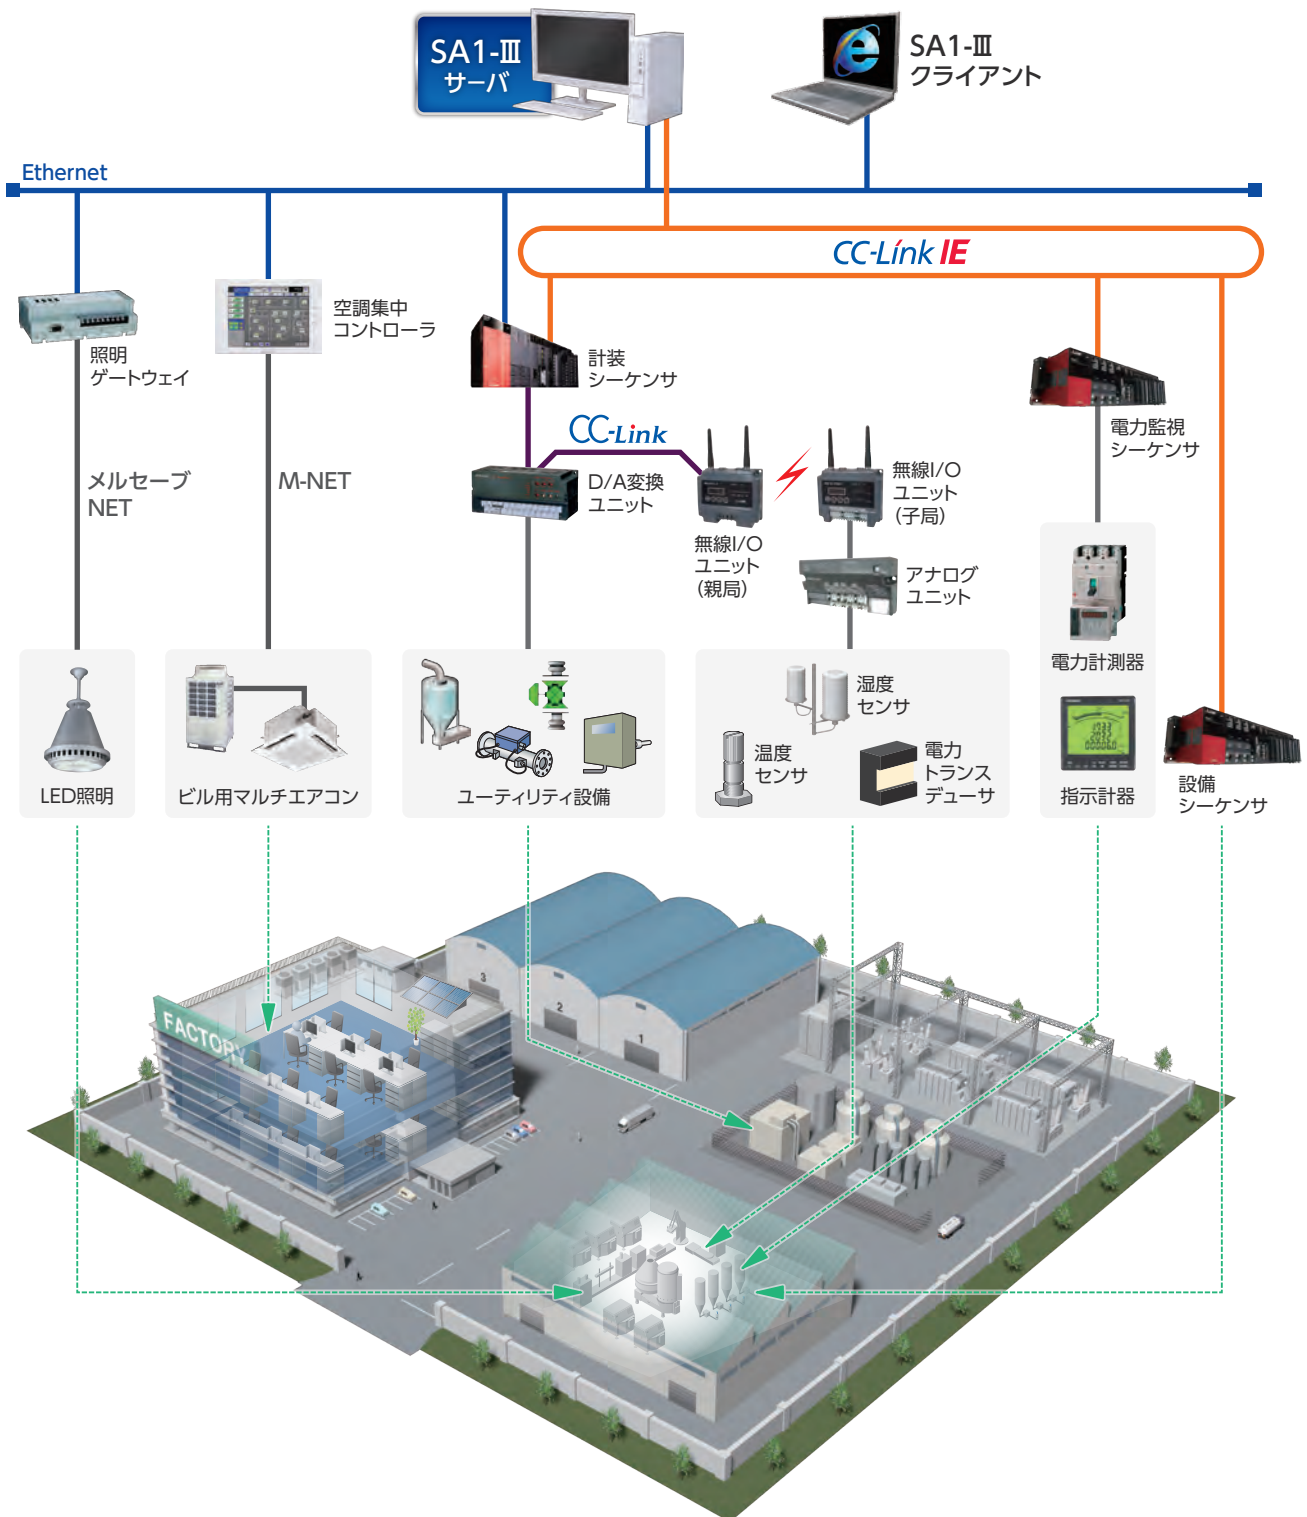 SA1-Ⅲ
サーバ
SA1-Ⅲ
クライアント
Ethernet
CC-Link IE
照明
ゲートウェイ
空調集中
コントローラ
計装
シーケンサ
電力監視
シーケンサ
メルセーブ
NET
M-NET
CC-Link
D/A変換
ユニット
無線I/O
ユニット
(親局)
無線I/O
ユニット
(子局)
アナログ
ユニット
電力計測器
指示計器
設備
シーケンサ
LED照明
ビル用マルチエアコン
ユーティリティ設備
湿度
センサ
温度
センサ
電力
トランス
デューサ
FACTORY
3
2
1